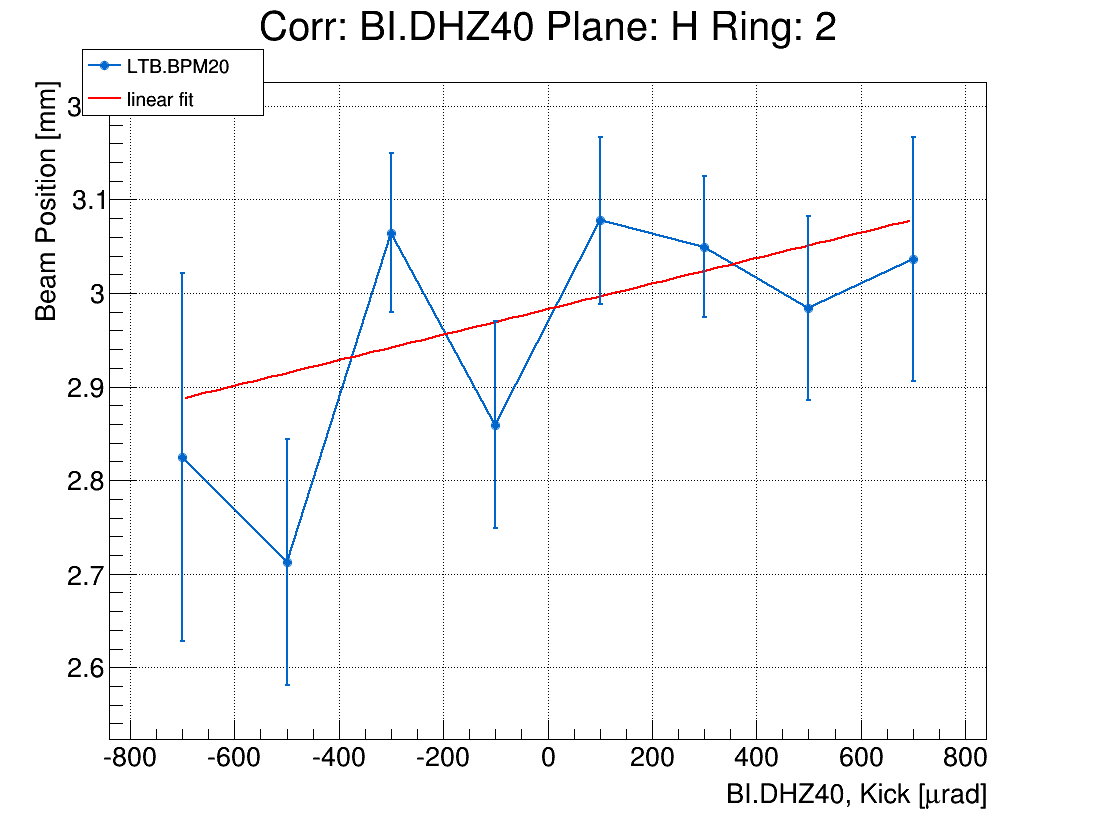 Corr: BI.DHZ40 Plane: H Ring: 2
LTB.BPM20
linear fit
Beam Position [mm]
3
3.1
3
2.9
2.8
2.7
2.6
-800 -600 -400 -200 0 200 400 600 800
BI.DHZ40, Kick [μrad]